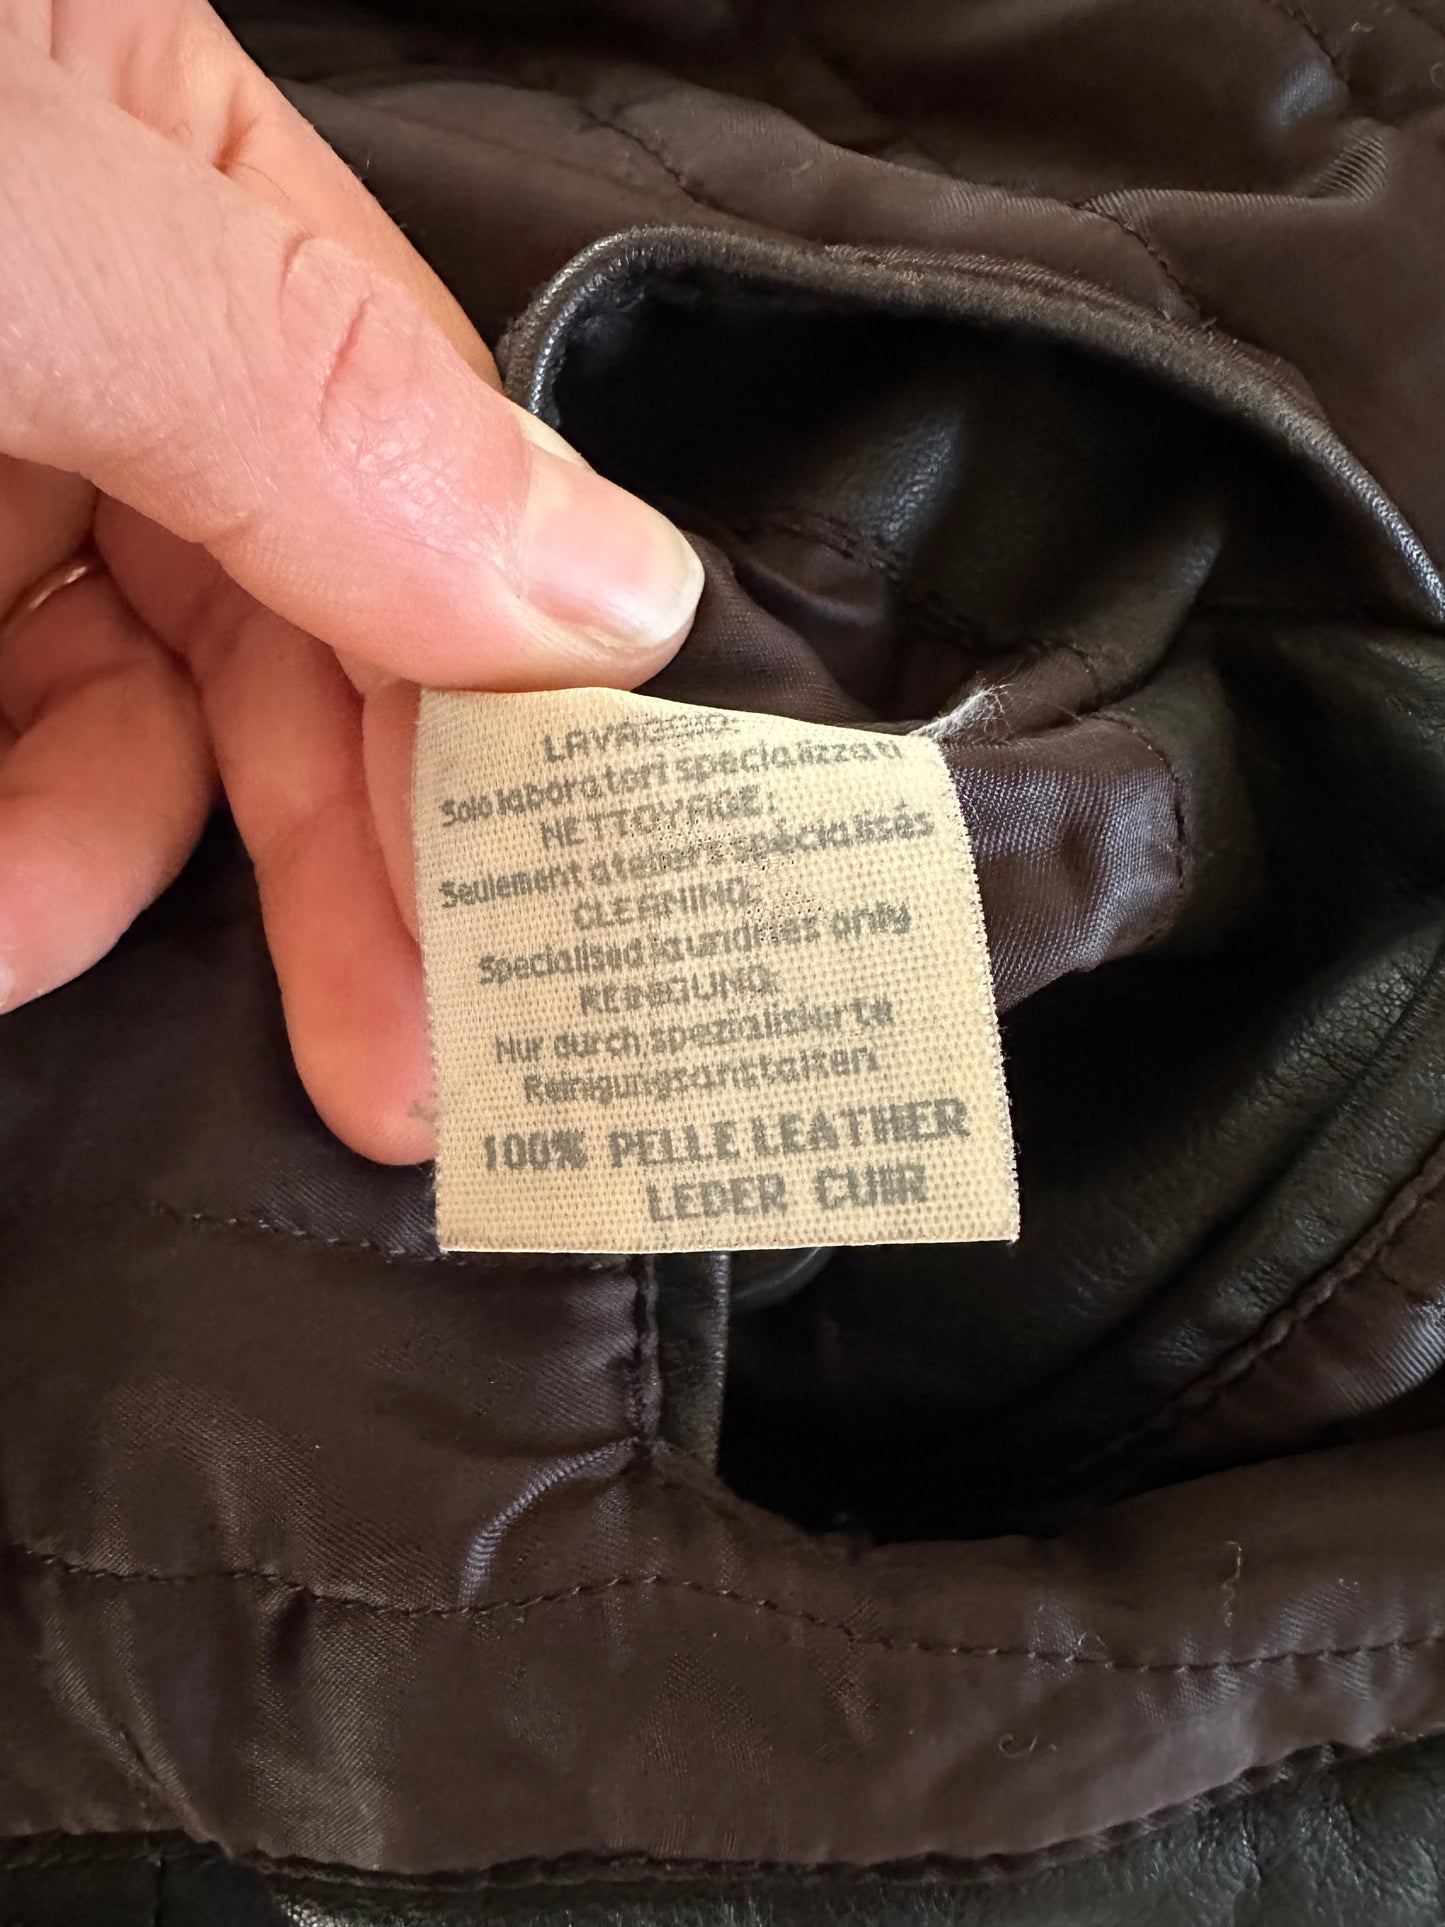 LAVAGGIO
Solo laboratori specializzati
NETTOYAGE:
Seulement ateliers spécialisés
CLEANING:
Specialised laundries only
REINIGUNG:
Nur durch spezialisierte
Reinigungsanstalten
100% PELLE LEATHER
LEDER CUIR